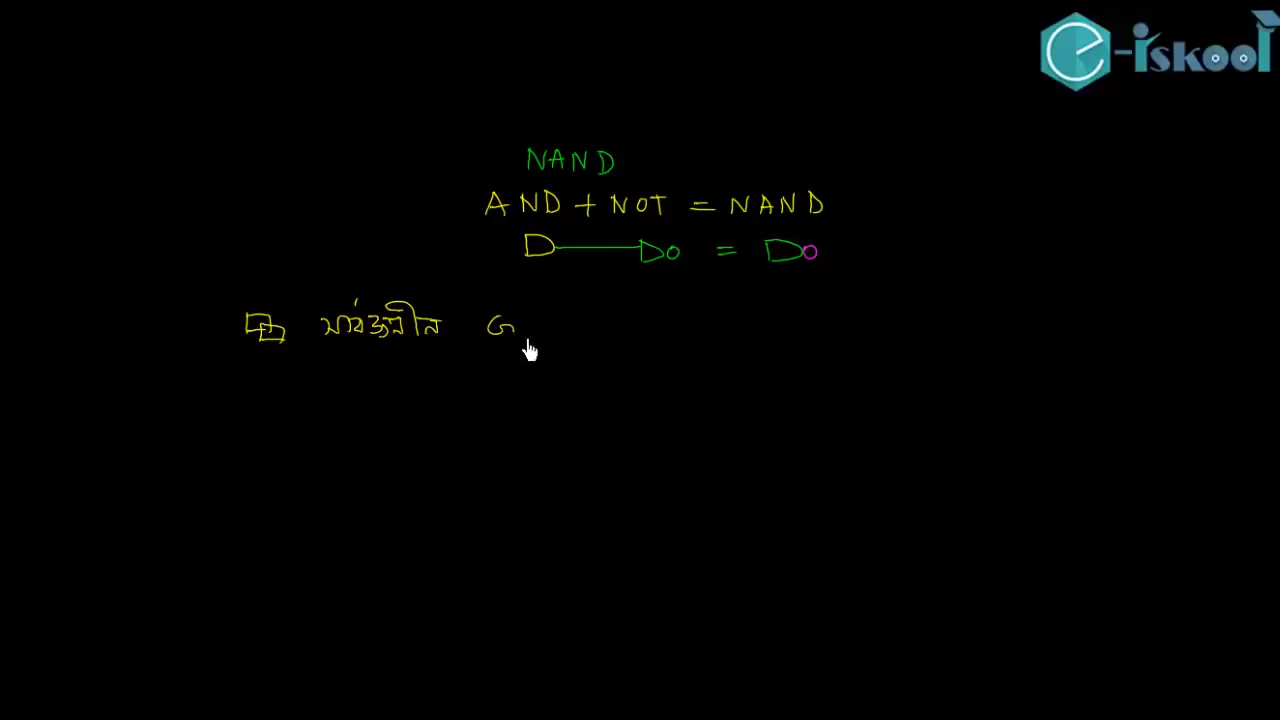 e-iskool
NAND
AND + NOT = NAND
=
সার্বজনীন